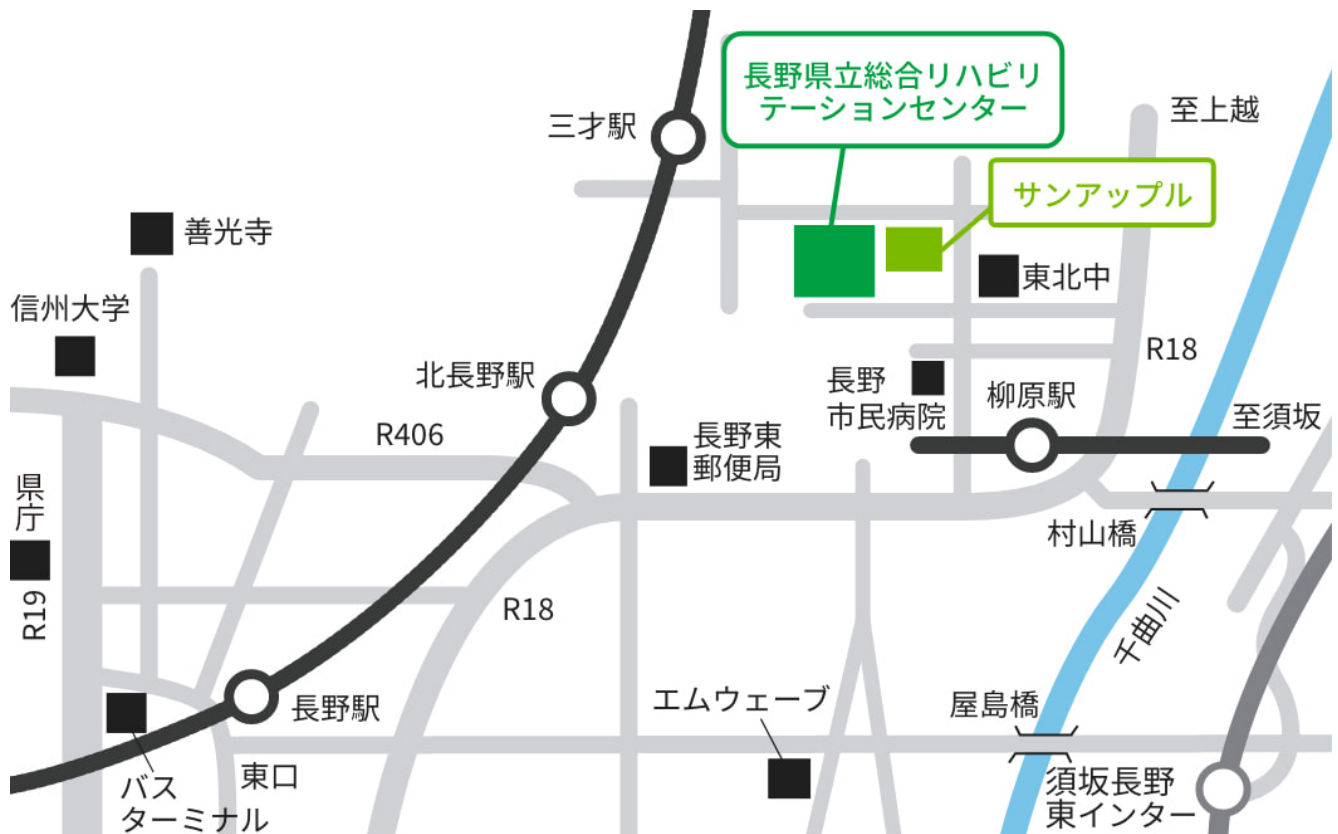 長野県立総合リハビリ
テーションセンター
至上越
三才駅
サンアップル
善光寺
東北中
信州大学
R18
北長野駅
長野
市民病院
柳原駅
至須坂
R406
長野東
郵便局
県庁
村山橋
R19
R18
千曲川
エムウェーブ
屋島橋
長野駅
東口
バス
ターミナル
須坂長野
東インター